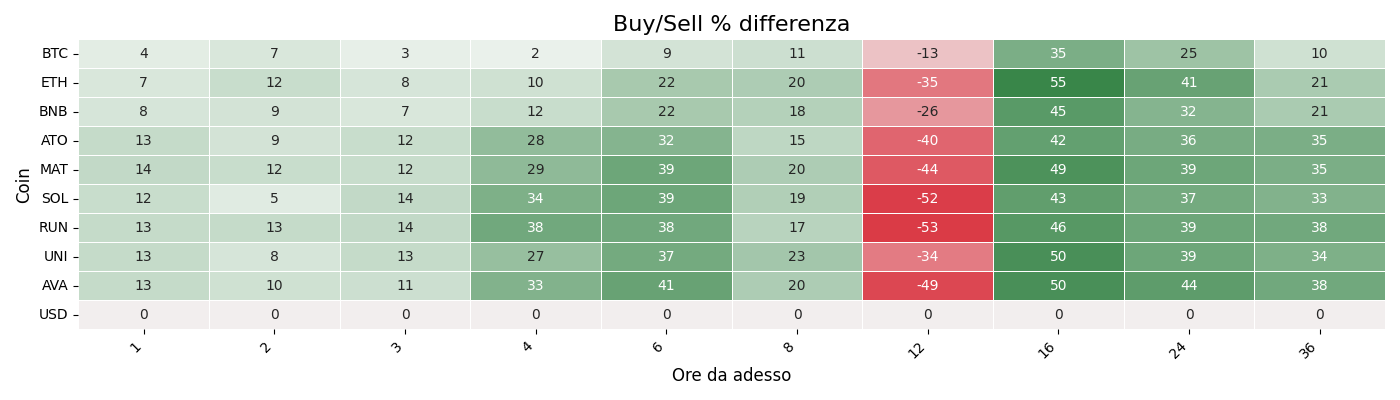 Buy/Sell % differenza
Coin
BTC 4 7 3 2 9 11 -13 35 25 10
ETH 7 12 8 10 22 20 -35 55 41 21
BNB 8 9 7 12 22 18 -26 45 32 21
ATO 13 9 12 28 32 15 -40 42 36 35
MAT 14 12 12 29 39 20 -44 49 39 35
SOL 12 5 14 34 39 19 -52 43 37 33
RUN 13 13 14 38 38 17 -53 46 39 38
UNI 13 8 13 27 37 23 -34 50 39 34
AVA 13 10 11 33 41 20 -49 50 44 38
USD 0 0 0 0 0 0 0 0 0 0
1 2 3 4 6 8 12 16 24 36
Ore da adesso